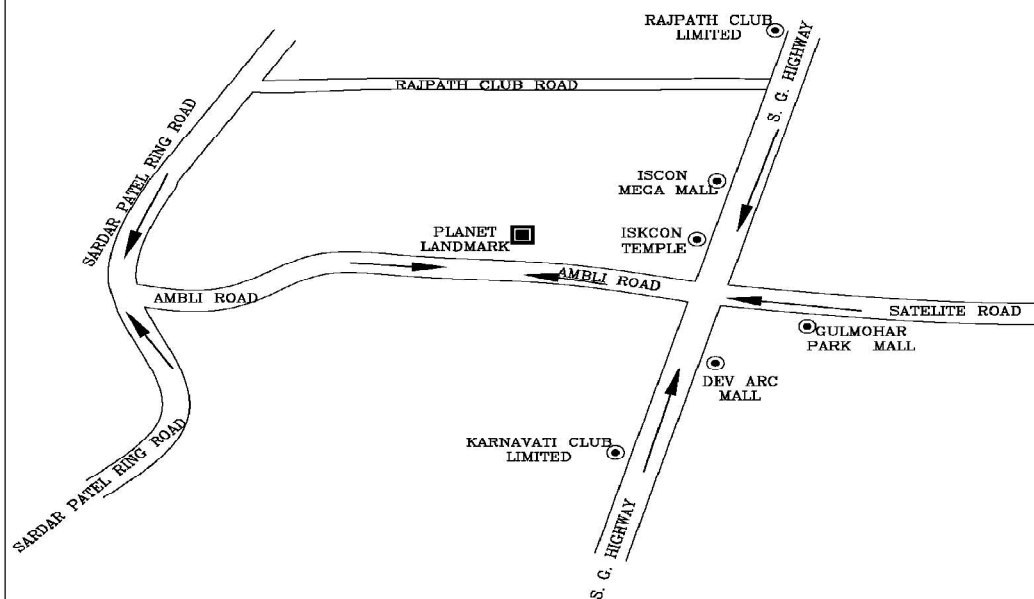 RAJPATH CLUB
LIMITED
RAJPATH CLUB ROAD
S. G. HIGHWAY
SARDAR PATEL RING ROAD
ISCON
MEGA MALL
PLANET
LANDMARK
ISKCON
TEMPLE
AMBLI ROAD
AMBLI ROAD
SATELITE ROAD
GULMOHAR
PARK MALL
DEV ARC
MALL
KARNAVATI CLUB
LIMITED
SARDAR PATEL RING ROAD
S. G. HIGHWAY